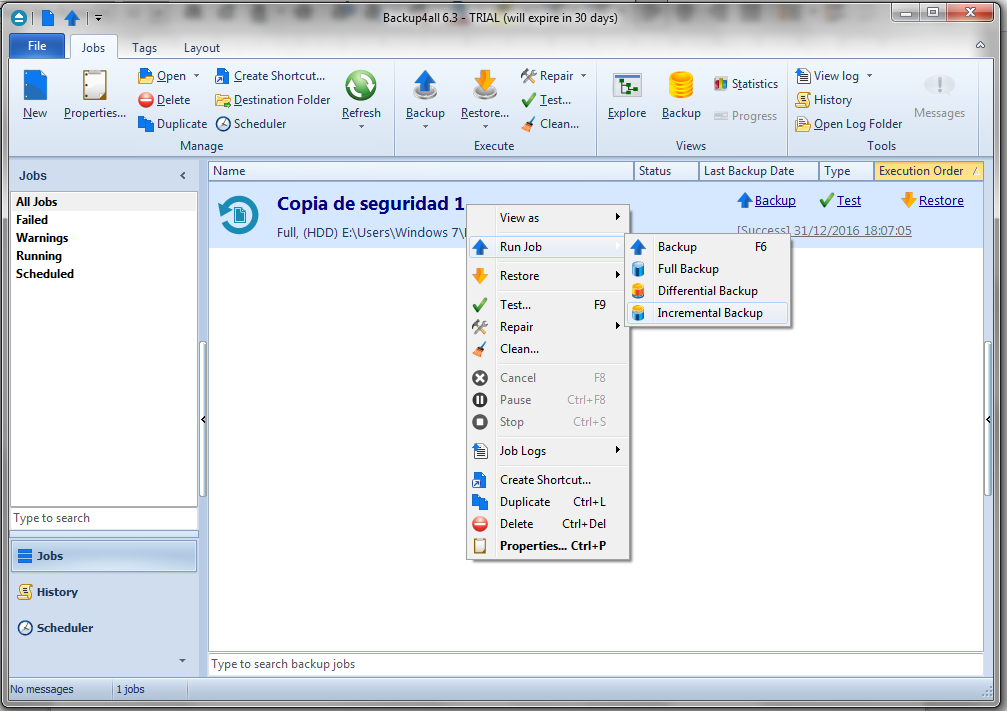 Backup4all 6.3 - TRIAL (will expire in 30 days)
File Jobs Tags Layout
New
Properties...
Open
Delete
Duplicate
Create Shortcut...
Destination Folder
Scheduler
Refresh
Manage
Backup
Restore...
Repair
Test...
Clean...
Execute
Explore
Backup
Statistics
Progress
Views
View log
History
Open Log Folder
Messages
Tools
Jobs
All Jobs
Failed
Warnings
Running
Scheduled
Type to search
Jobs
History
Scheduler
Name Status Last Backup Date Type Execution Order
Copia de seguridad 1
Backup Test Restore
Full, (HDD) E:\Users\Windows 7\
[Success] 31/12/2016 18:07:05
View as
Run Job
Restore
Test... F9
Repair
Clean...
Cancel F8
Pause Ctrl+F8
Stop Ctrl+S
Job Logs
Create Shortcut...
Duplicate Ctrl+L
Delete Ctrl+Del
Properties... Ctrl+P
Backup F6
Full Backup
Differential Backup
Incremental Backup
Type to search backup jobs
No messages 1 jobs